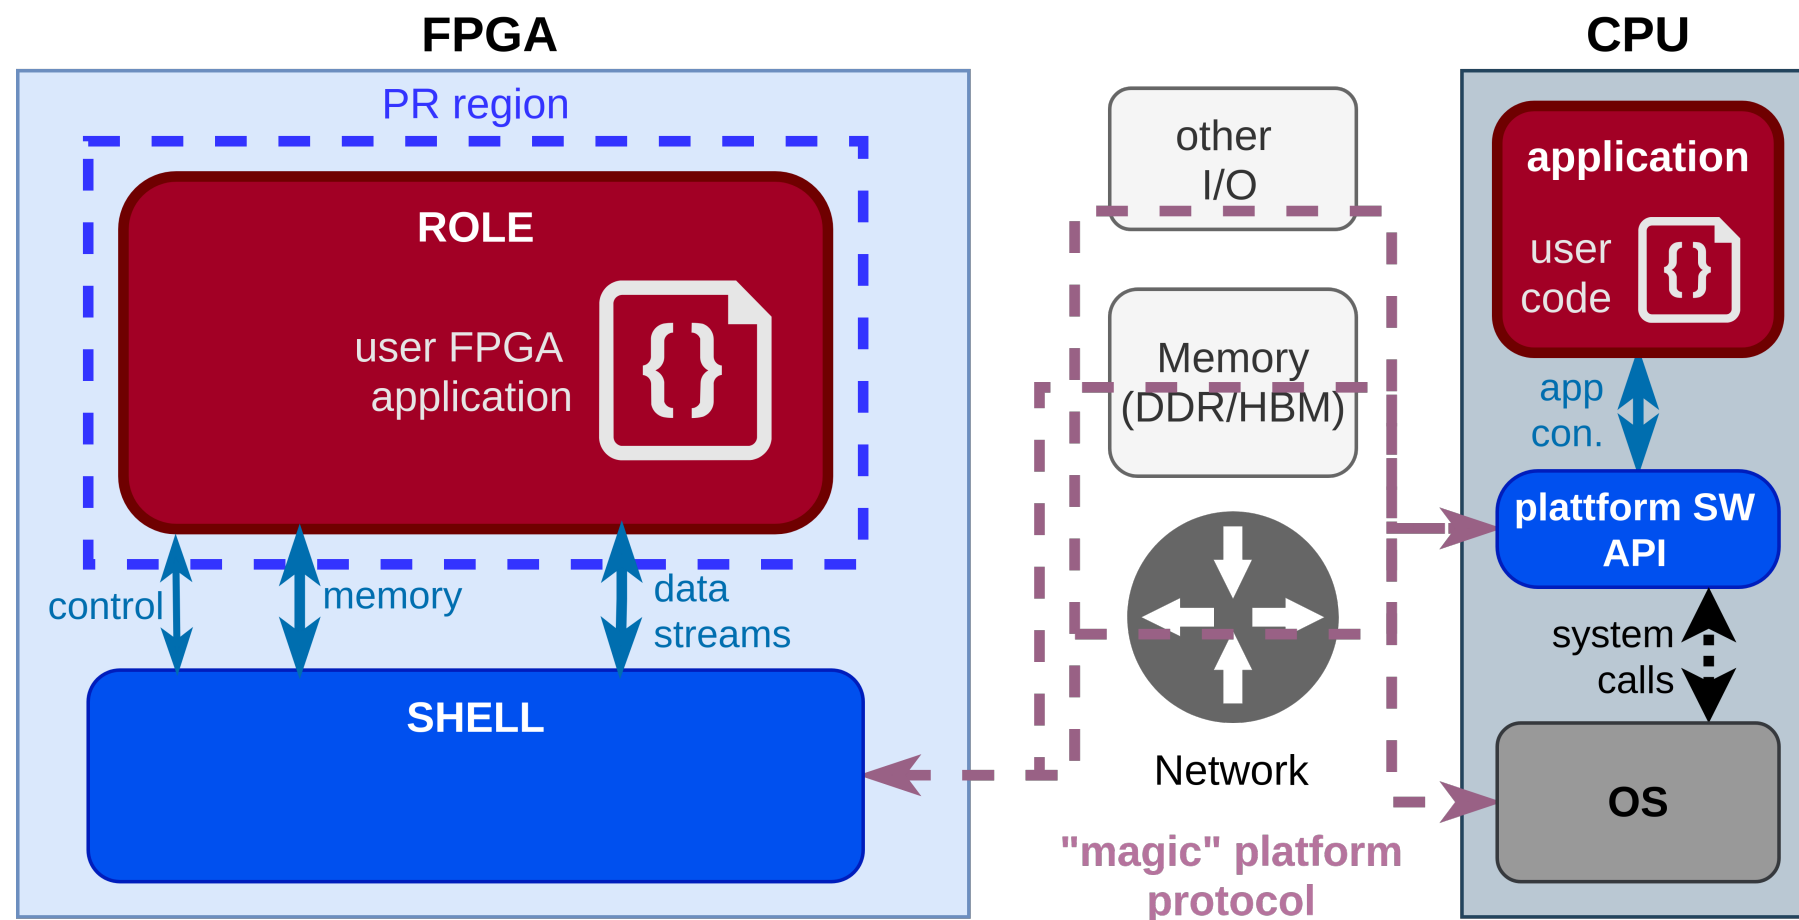 FPGA
PR region
ROLE
user FPGA
application
{}
control
memory
data
streams
SHELL
other
I/O
Memory
(DDR/HBM)
Network
"magic" platform
protocol
CPU
application
user
code
{}
app
con.
plattform SW
API
system
calls
OS